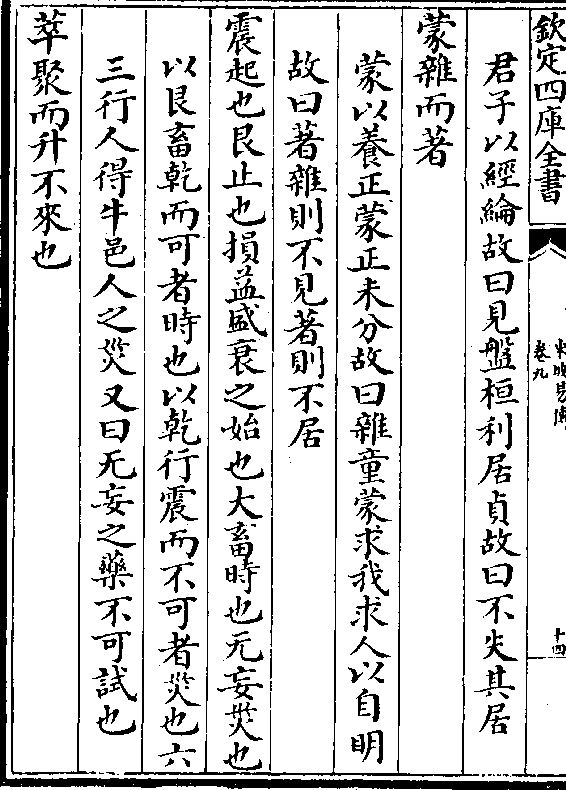 欽定四庫全書
東坡易傳
卷九
十四
君子以經綸故曰見盤桓利居貞故曰不失其居
蒙雜而著
蒙以養正蒙正未分故曰雜童蒙求我求人以自明
故曰著雜則不見著則不居
震起也艮止也損益盛衰之始也大畜時也无妄災也
以艮畜乾而可者時也以乾行震而不可者災也六
三行人得牛邑人之災又曰无妄之藥不可試也
萃聚而升不來也